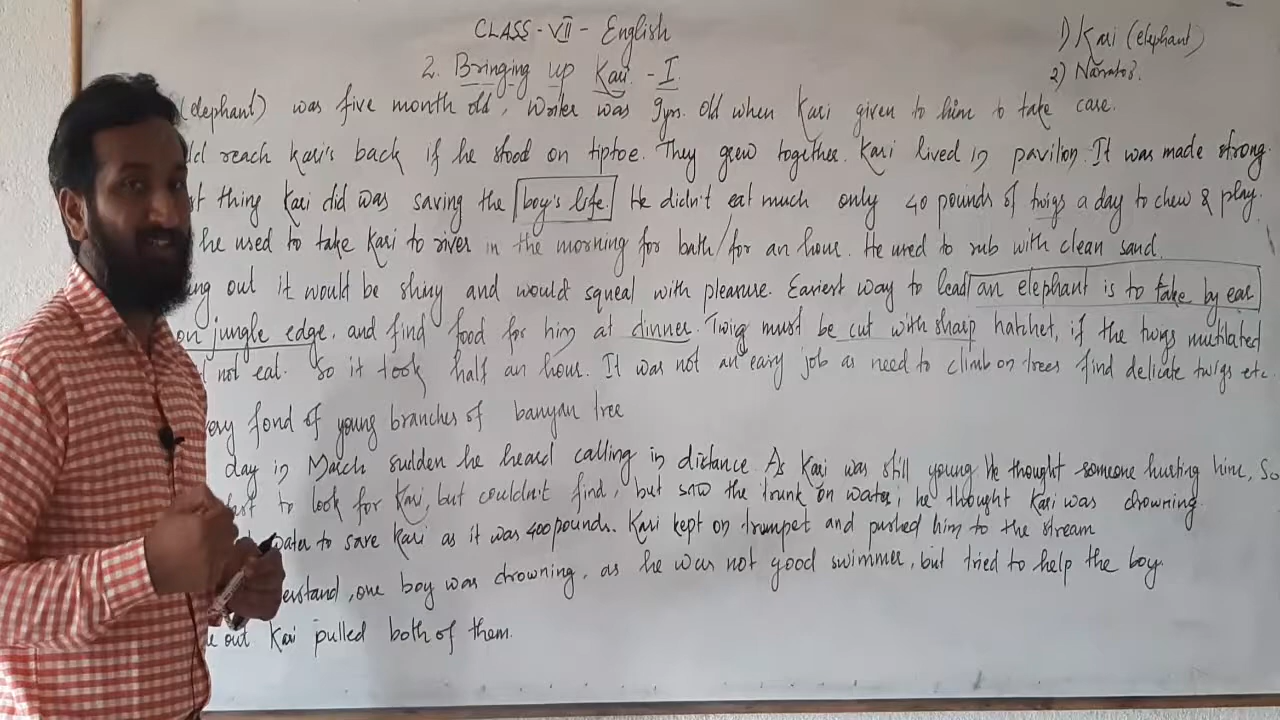 CLASS - VII - English
2. Bringing up Kari - I
1) Kari (elephant)
2) Narrator.
(elephant) was five month old, Writer was 9yrs. old when Kari given to him to take care.
reach Kari's back if he stood on tiptoe. They grew together. Kari lived in pavilion. It was made strong.
thing Kari did was saving the boy's life. He didn't eat much only 40 pounds of twigs a day to chew & play.
he used to take Kari to river in the morning for bath / for an hour. He used to rub with clean sand.
out it would be shiny and would squeal with pleasure. Easiest way to lead an elephant is to take by ear
on jungle edge. and find food for him at dinner. Twig must be cut with sharp hatchet, if the twigs mutilated
not eat. So it took half an hour. It was not an easy job as need to climb on trees find delicate twigs etc.
fond of young branches of banyan tree
day in March sudden he heard calling in distance. As Kari was still young he thought someone hurting him, So
to look for Kari, but couldn't find, but saw the trunk on water, he thought Kari was drowning.
water to save Kari as it was 400 pounds. Kari kept on trumpet and pushed him to the stream
one boy was drowning, as he was not good swimmer, but tried to help the boy.
out Kari pulled both of them.